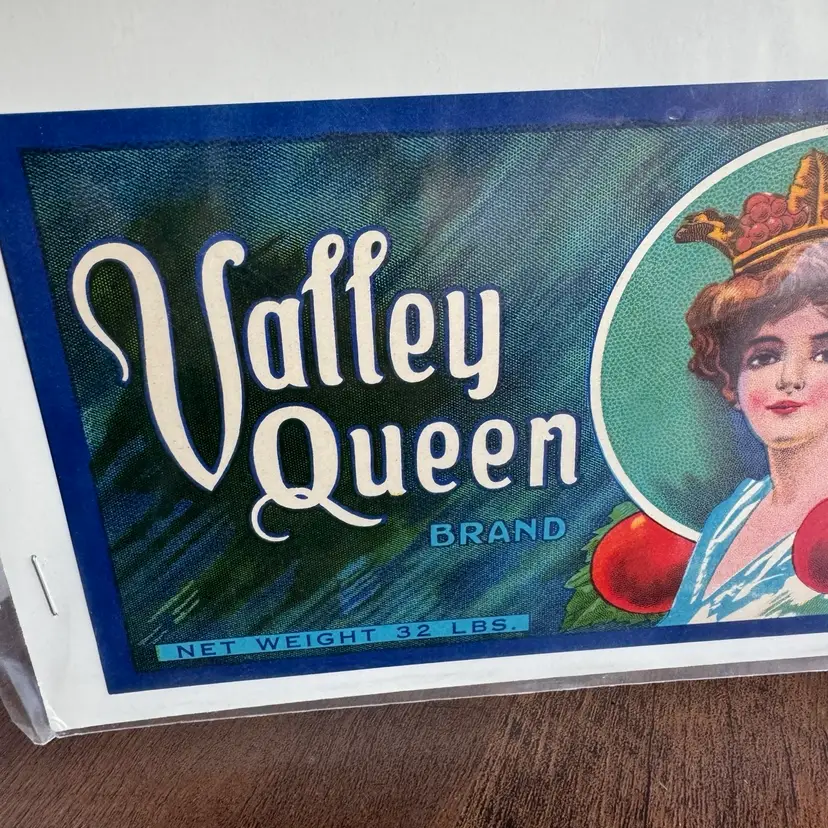 Valley
Queen
BRAND
NET WEIGHT 32 LBS.